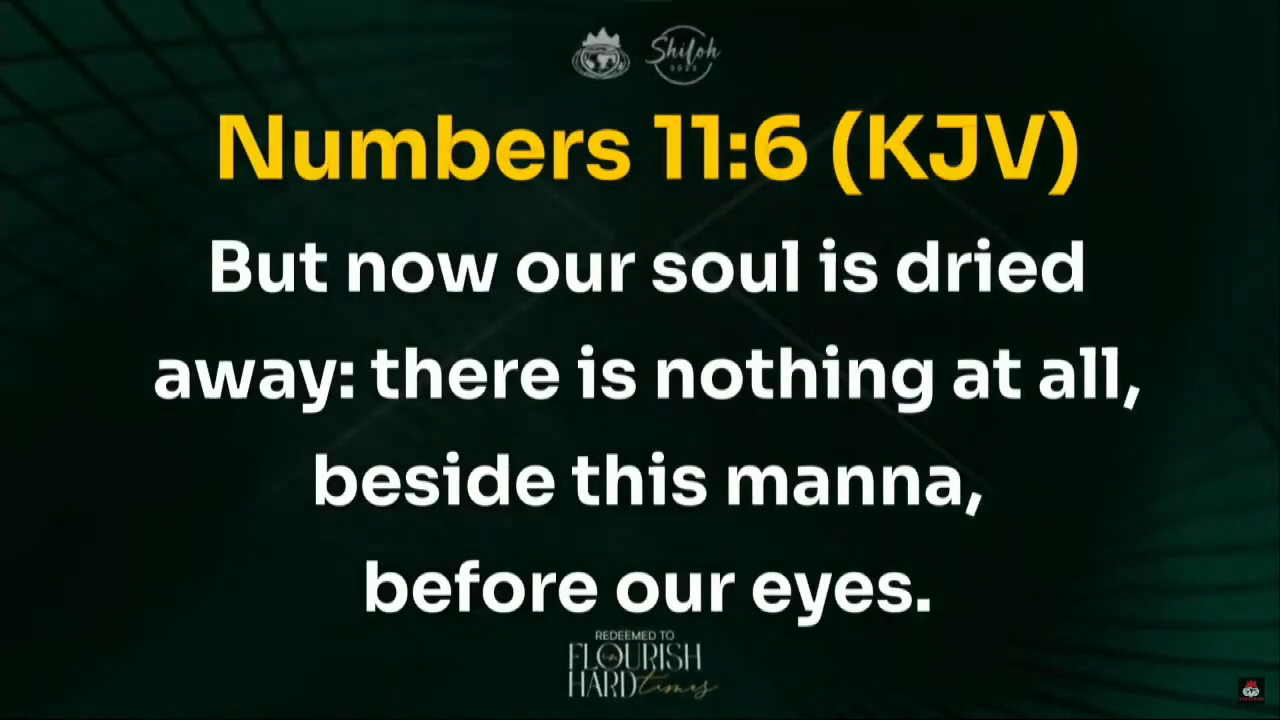 Shiloh
Numbers 11:6 (KJV)
But now our soul is dried
away: there is nothing at all,
beside this manna,
before our eyes.
REDEEMED TO
FLOURISH
in
HARD times